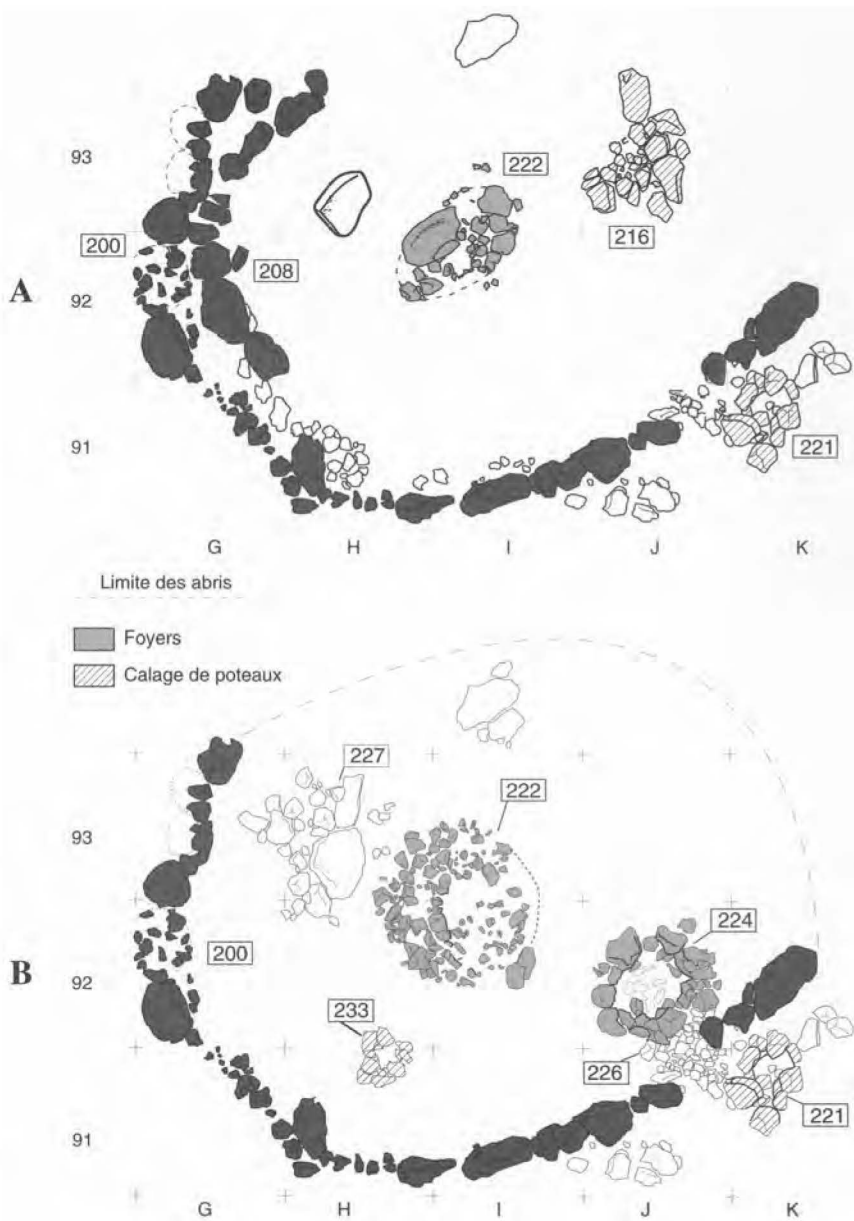 93
222
216
200
208
A
92
221
91
G H I J K
Limite des abris
Foyers
Calage de poteaux
227
222
93
224
200
B
92
233
226
221
91
G H I J K